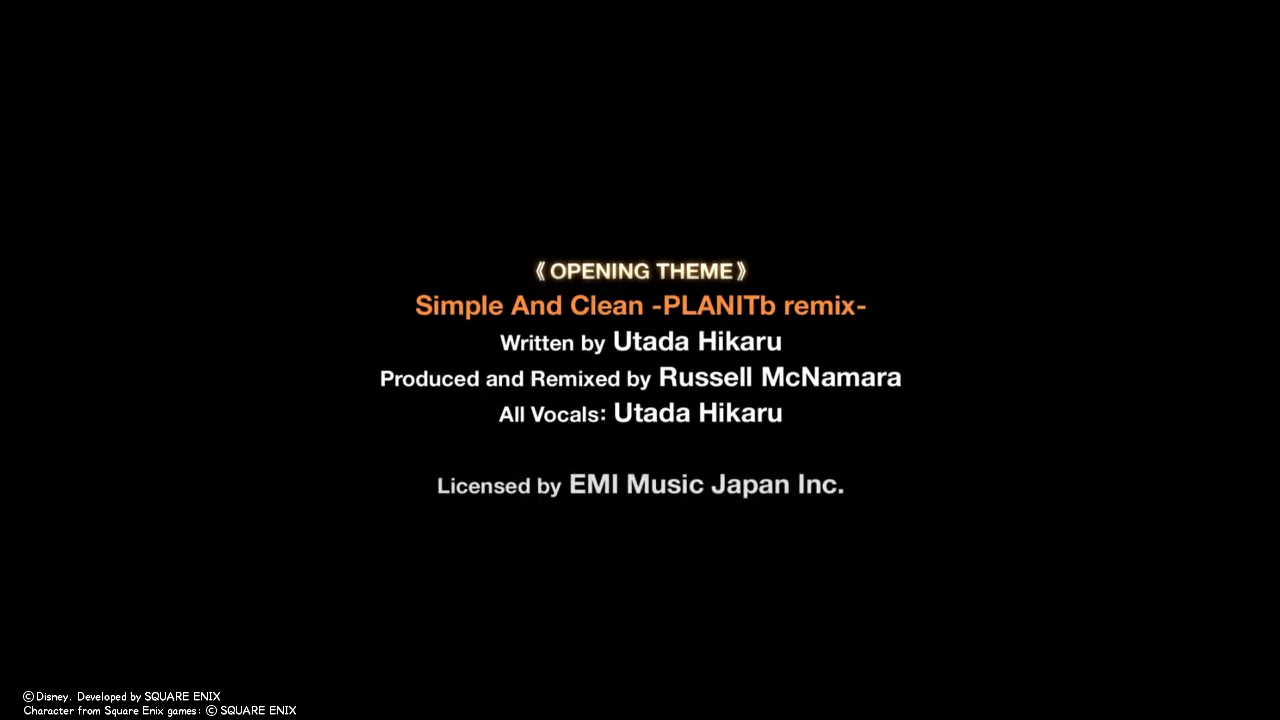 《OPENING THEME》
Simple And Clean -PLANITb remix-
Written by Utada Hikaru
Produced and Remixed by Russell McNamara
All Vocals: Utada Hikaru
Licensed by EMI Music Japan Inc.
©Disney. Developed by SQUARE ENIX
Character from Square Enix games: © SQUARE ENIX